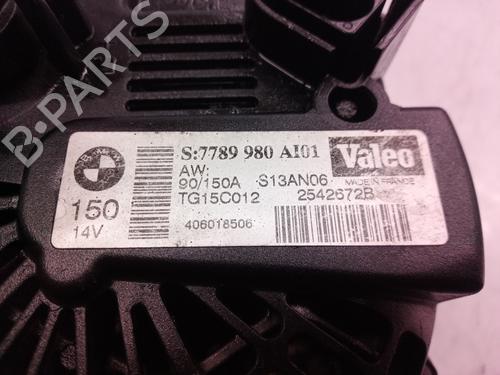 B-PARTS
S:7789 980 AI01
Valeo
AW:
90/150A S13AN06 MADE IN FRANCE
150 TG15C012 2542672B
14V 406018506